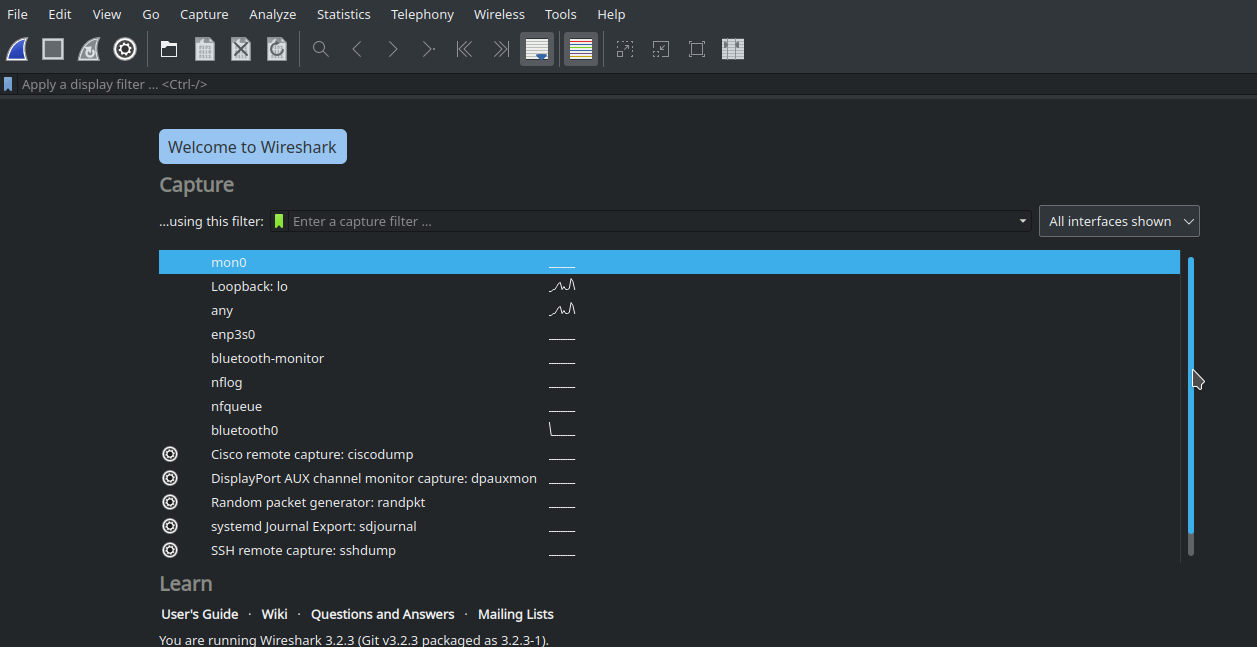 File Edit View Go Capture Analyze Statistics Telephony Wireless Tools Help
Apply a display filter ... <Ctrl-/>
Welcome to Wireshark
Capture
...using this filter: Enter a capture filter ... All interfaces shown
mon0
Loopback: lo
any
enp3s0
bluetooth-monitor
nflog
nfqueue
bluetooth0
Cisco remote capture: ciscodump
DisplayPort AUX channel monitor capture: dpauxmon
Random packet generator: randpkt
systemd Journal Export: sdjournal
SSH remote capture: sshdump
Learn
User's Guide · Wiki · Questions and Answers · Mailing Lists
You are running Wireshark 3.2.3 (Git v3.2.3 packaged as 3.2.3-1).